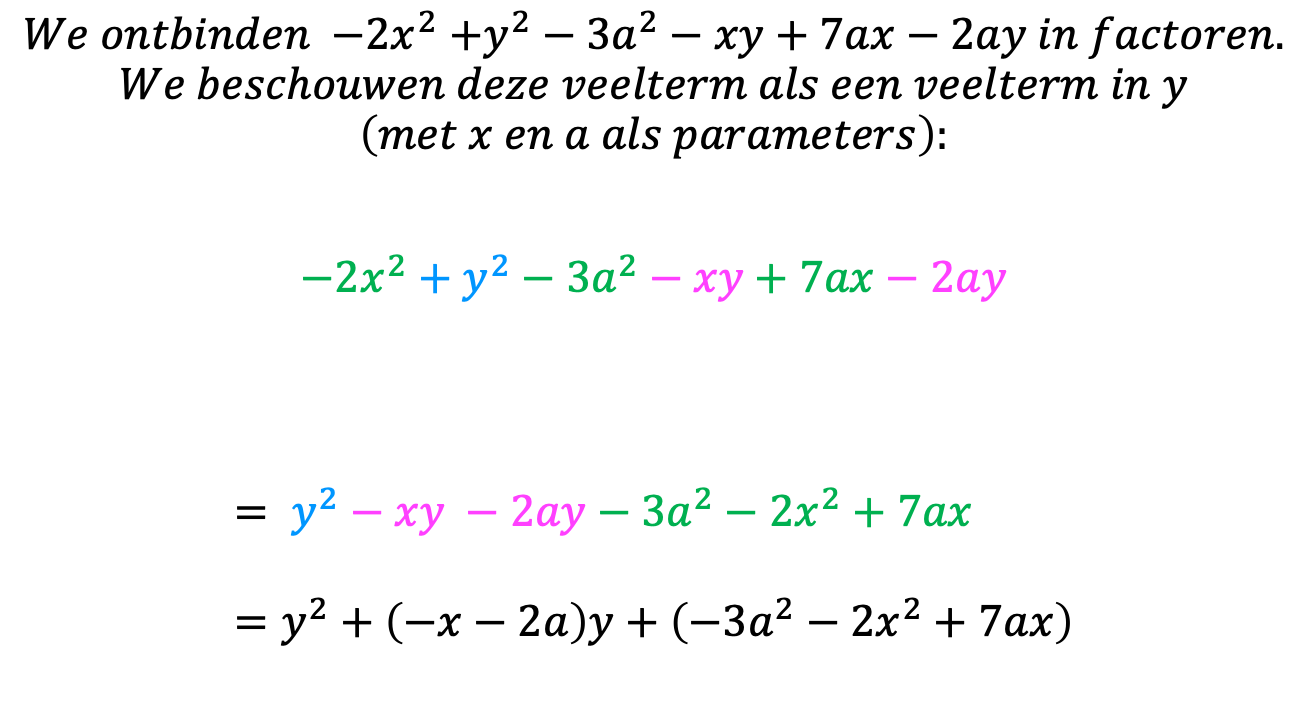 We ontbinden −2x² +y² − 3a² − xy + 7ax − 2ay in factoren.
We beschouwen deze veelterm als een veelterm in y
(met x en a als parameters):
−2x² + y² − 3a² − xy + 7ax − 2ay
= y² − xy − 2ay − 3a² − 2x² + 7ax
= y² + (−x − 2a)y + (−3a² − 2x² + 7ax)